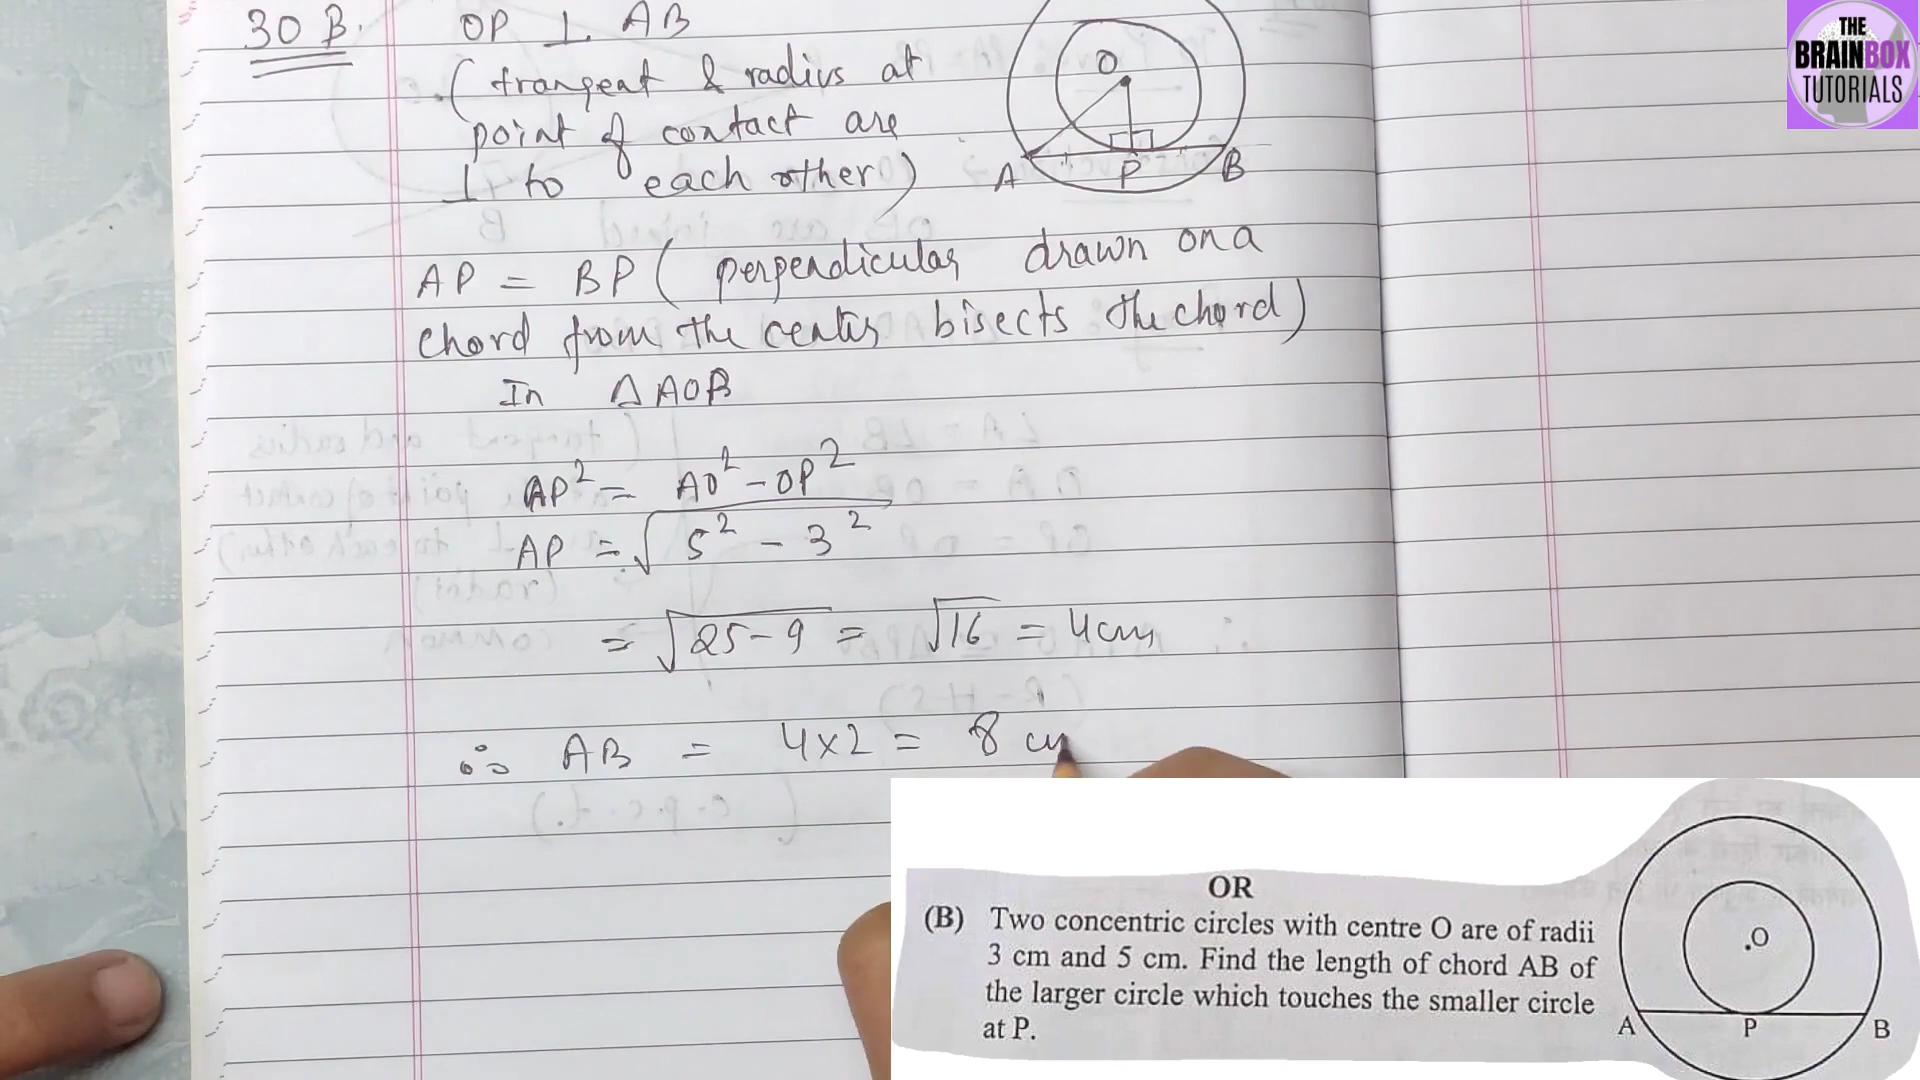 30 B.
OP ⊥ AB
(trangeat & radius at
point of contact are
⊥ to each other)
O
A P B
AP = BP (perpendicular drawn on a
chord from the center bisects the chord)
In △AOB
AP² = AO² - OP²
AP = √5² - 3²
= √25 - 9 = √16 = 4cm
∴ AB = 4×2 = 8 cm
THE
BRAINBOX
TUTORIALS
OR
(B) Two concentric circles with centre O are of radii
3 cm and 5 cm. Find the length of chord AB of
the larger circle which touches the smaller circle
at P.
.O
A P B